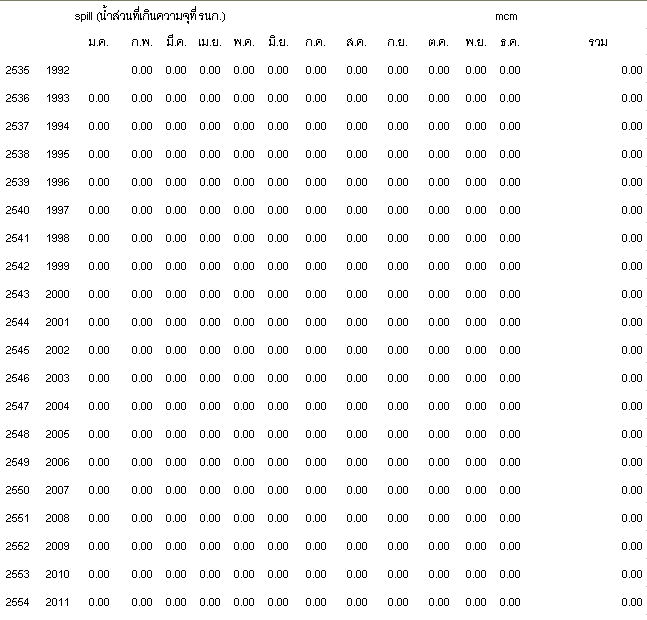 spill (น้ำส่วนที่เกินความจุที่ รนก.) mcm
ม.ค. ก.พ. มี.ค. เม.ย. พ.ค. มิ.ย. ก.ค. ส.ค. ก.ย. ต.ค. พ.ย. ธ.ค. รวม
2535 1992 0.00 0.00 0.00 0.00 0.00 0.00 0.00 0.00 0.00 0.00 0.00 0.00
2536 1993 0.00 0.00 0.00 0.00 0.00 0.00 0.00 0.00 0.00 0.00 0.00 0.00 0.00
2537 1994 0.00 0.00 0.00 0.00 0.00 0.00 0.00 0.00 0.00 0.00 0.00 0.00 0.00
2538 1995 0.00 0.00 0.00 0.00 0.00 0.00 0.00 0.00 0.00 0.00 0.00 0.00 0.00
2539 1996 0.00 0.00 0.00 0.00 0.00 0.00 0.00 0.00 0.00 0.00 0.00 0.00 0.00
2540 1997 0.00 0.00 0.00 0.00 0.00 0.00 0.00 0.00 0.00 0.00 0.00 0.00 0.00
2541 1998 0.00 0.00 0.00 0.00 0.00 0.00 0.00 0.00 0.00 0.00 0.00 0.00 0.00
2542 1999 0.00 0.00 0.00 0.00 0.00 0.00 0.00 0.00 0.00 0.00 0.00 0.00 0.00
2543 2000 0.00 0.00 0.00 0.00 0.00 0.00 0.00 0.00 0.00 0.00 0.00 0.00 0.00
2544 2001 0.00 0.00 0.00 0.00 0.00 0.00 0.00 0.00 0.00 0.00 0.00 0.00 0.00
2545 2002 0.00 0.00 0.00 0.00 0.00 0.00 0.00 0.00 0.00 0.00 0.00 0.00 0.00
2546 2003 0.00 0.00 0.00 0.00 0.00 0.00 0.00 0.00 0.00 0.00 0.00 0.00 0.00
2547 2004 0.00 0.00 0.00 0.00 0.00 0.00 0.00 0.00 0.00 0.00 0.00 0.00 0.00
2548 2005 0.00 0.00 0.00 0.00 0.00 0.00 0.00 0.00 0.00 0.00 0.00 0.00 0.00
2549 2006 0.00 0.00 0.00 0.00 0.00 0.00 0.00 0.00 0.00 0.00 0.00 0.00 0.00
2550 2007 0.00 0.00 0.00 0.00 0.00 0.00 0.00 0.00 0.00 0.00 0.00 0.00 0.00
2551 2008 0.00 0.00 0.00 0.00 0.00 0.00 0.00 0.00 0.00 0.00 0.00 0.00 0.00
2552 2009 0.00 0.00 0.00 0.00 0.00 0.00 0.00 0.00 0.00 0.00 0.00 0.00 0.00
2553 2010 0.00 0.00 0.00 0.00 0.00 0.00 0.00 0.00 0.00 0.00 0.00 0.00 0.00
2554 2011 0.00 0.00 0.00 0.00 0.00 0.00 0.00 0.00 0.00 0.00 0.00 0.00 0.00